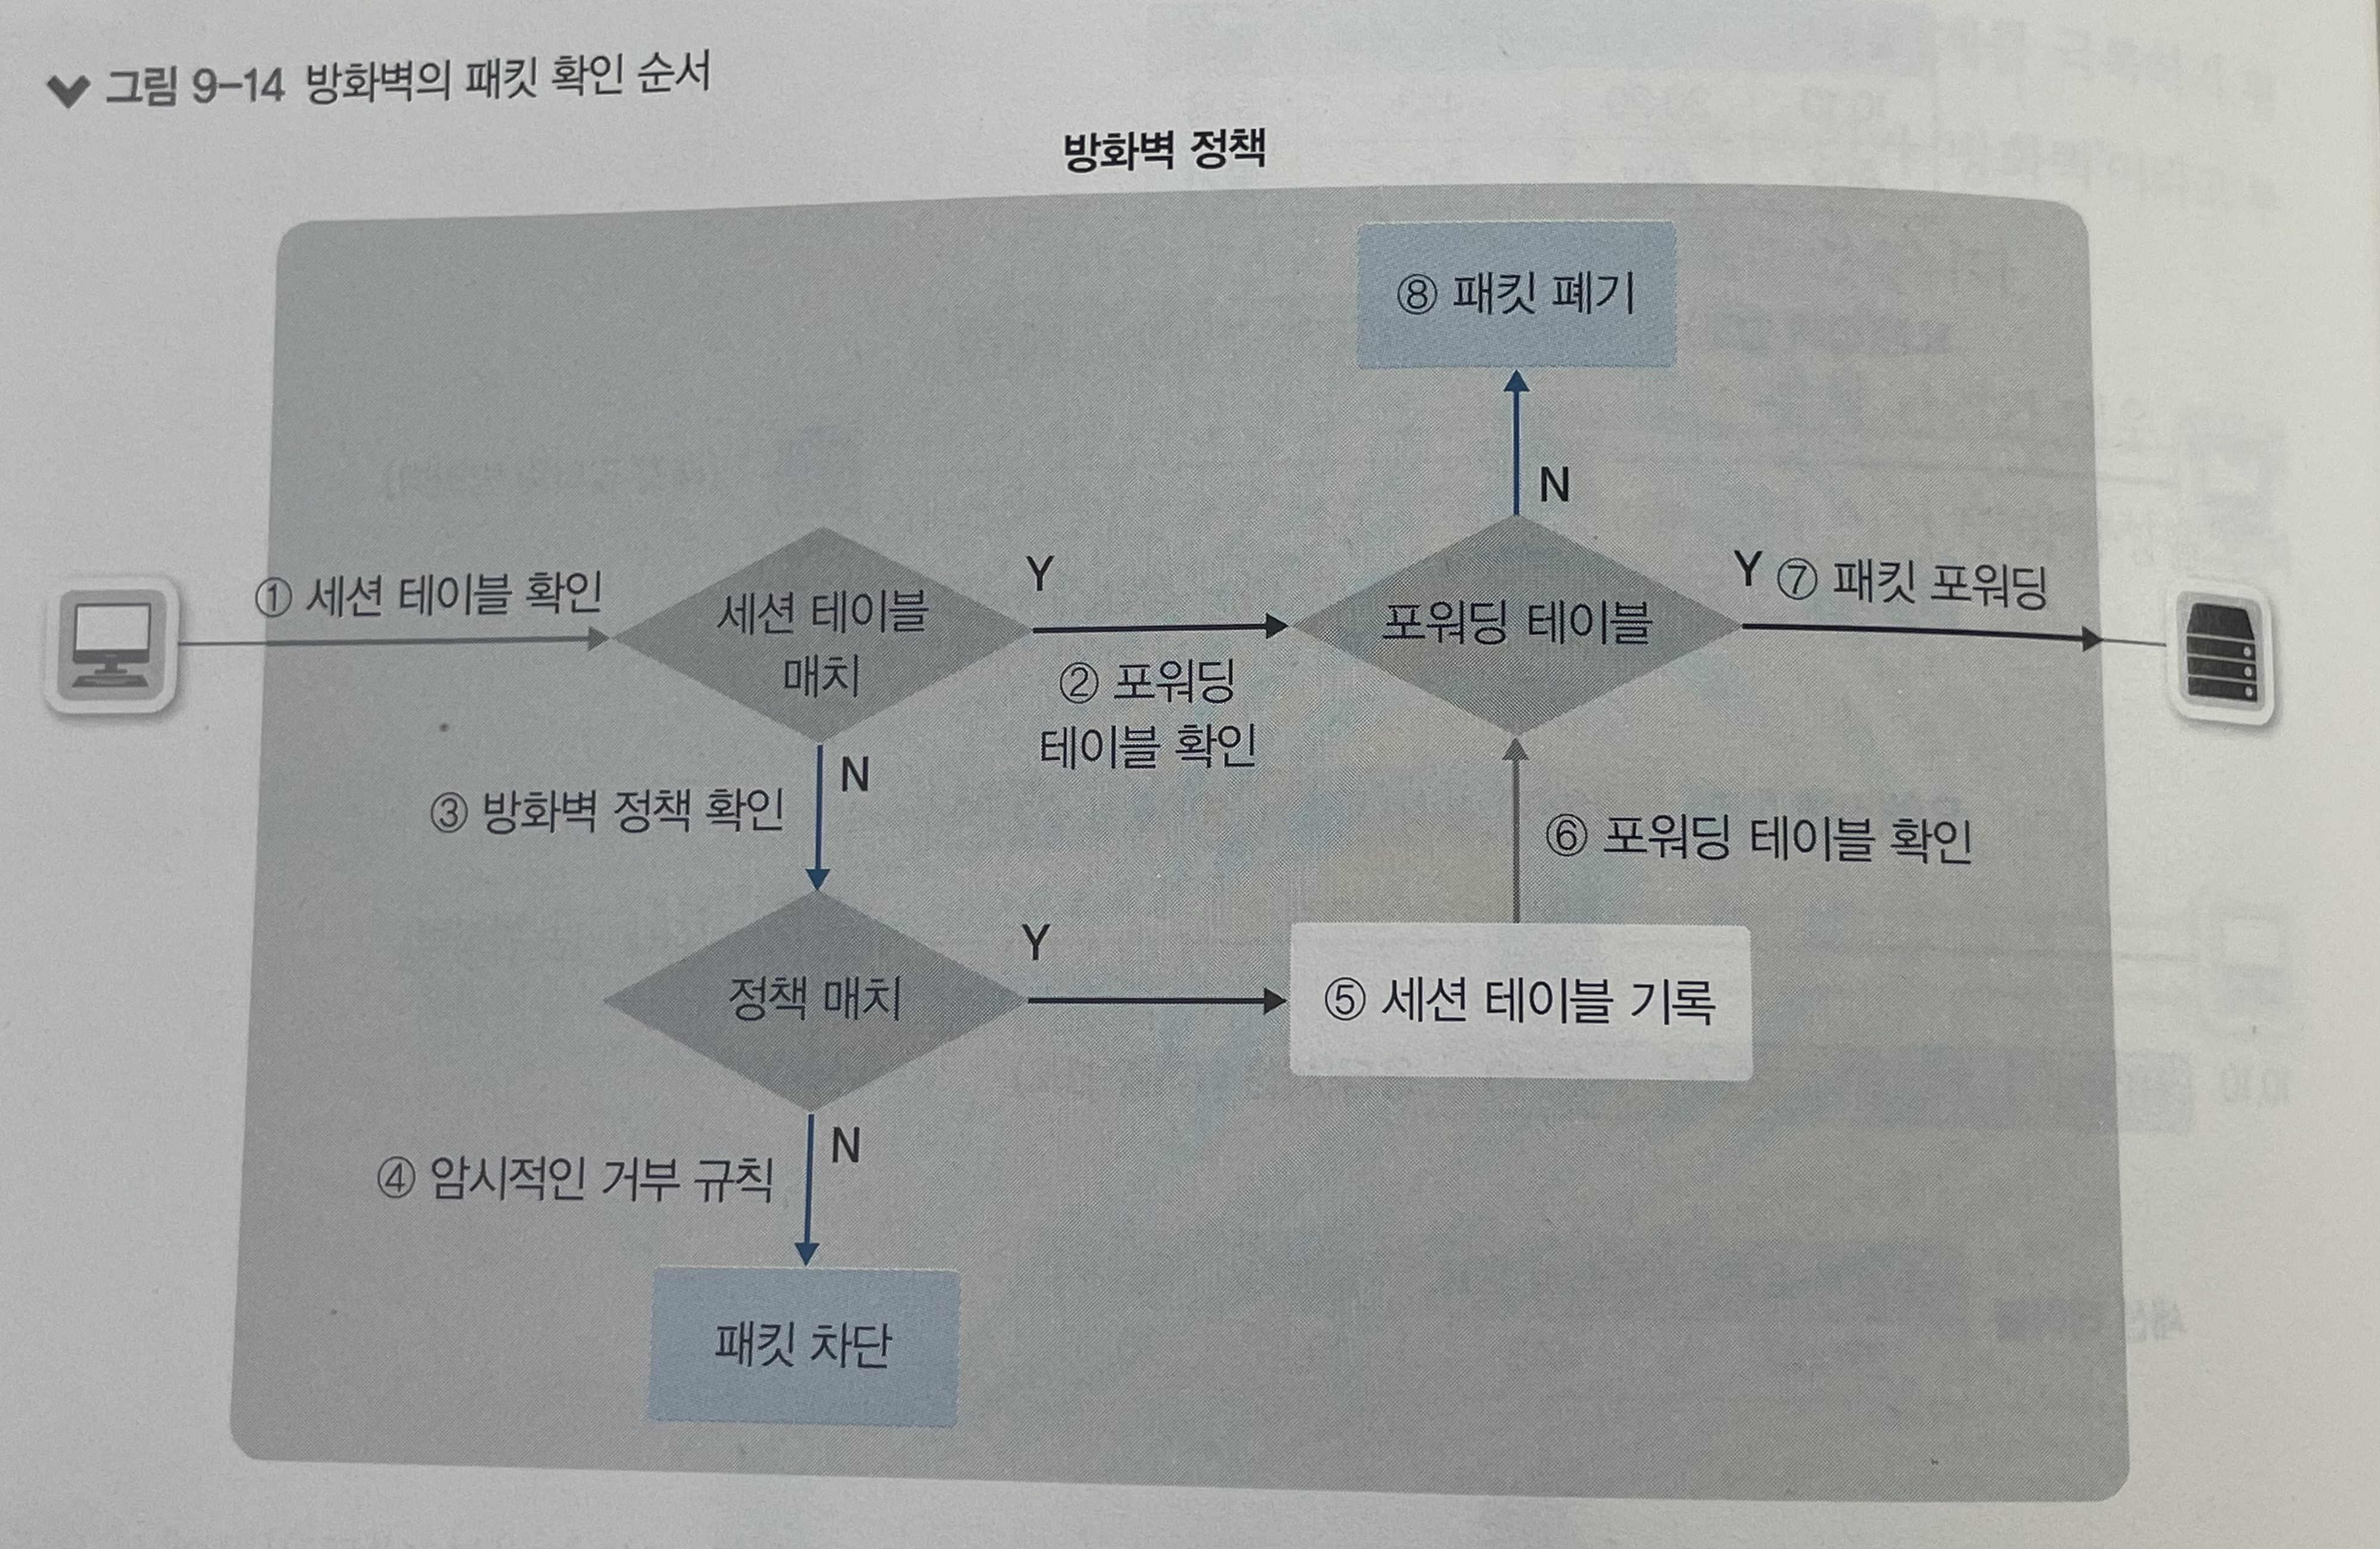 그림 9-14 방화벽의 패킷 확인 순서
방화벽 정책
⑧ 패킷 폐기
N
① 세션 테이블 확인
세션 테이블
매치
Y
② 포워딩
테이블 확인
포워딩 테이블
Y ⑦ 패킷 포워딩
N
③ 방화벽 정책 확인
⑥ 포워딩 테이블 확인
정책 매치
Y
⑤ 세션 테이블 기록
N
④ 암시적인 거부 규칙
패킷 차단